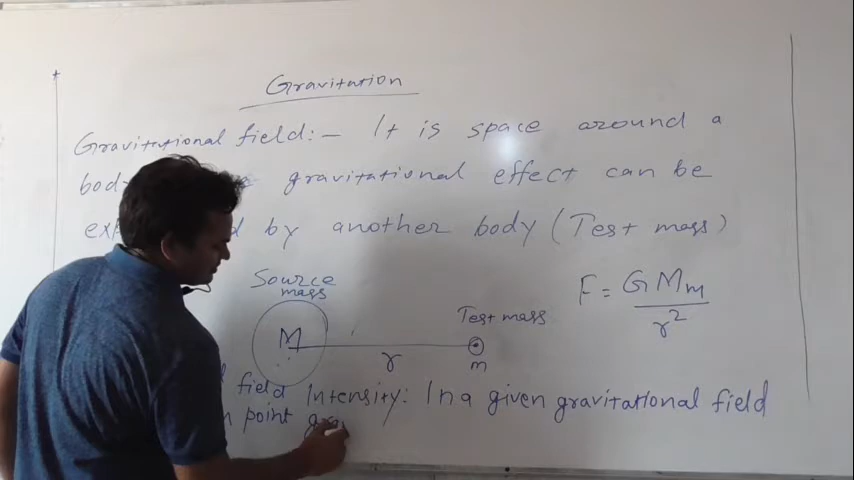 Gravitation
Gravitational field:- It is space around a
gravitational effect can be
by another body (Test mass)
Source
mass
M
r
Test mass
m
F = GMm / r²
field Intensity: In a given gravitational field
point